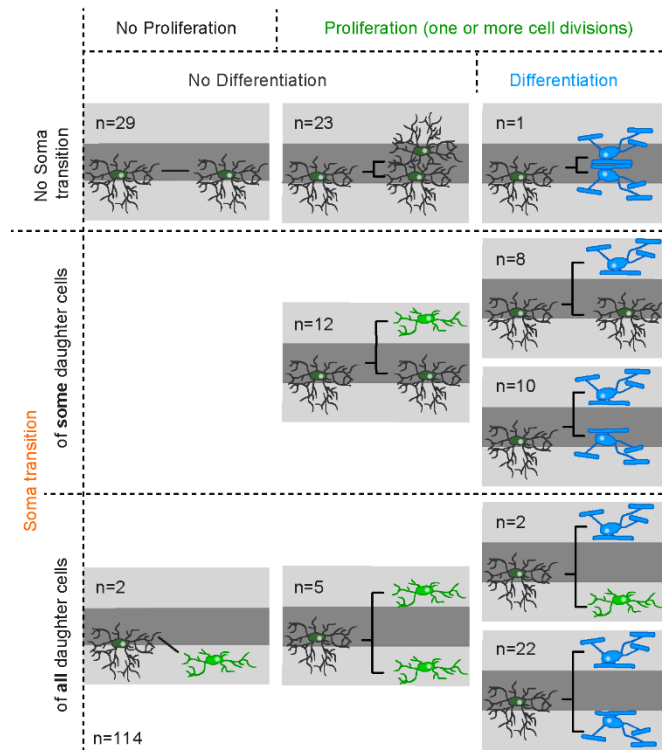 No Proliferation
Proliferation (one or more cell divisions)
No Differentiation
Differentiation
No Soma
transition
n=29
n=23
n=1
Soma transition
of some daughter cells
n=12
n=8
n=10
of all daughter cells
n=2
n=5
n=2
n=22
n=114